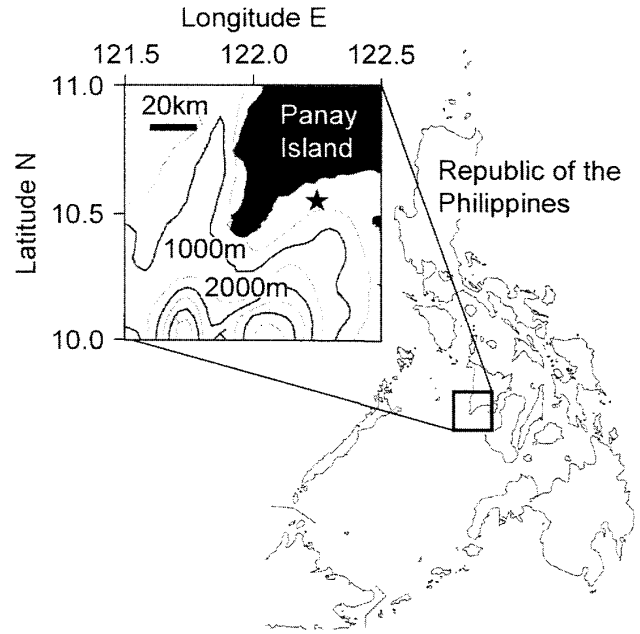 Longitude E
121.5 122.0 122.5
11.0
20km
Panay
Island
Republic of the
Philippines
Latitude N
10.5
1000m
2000m
10.0